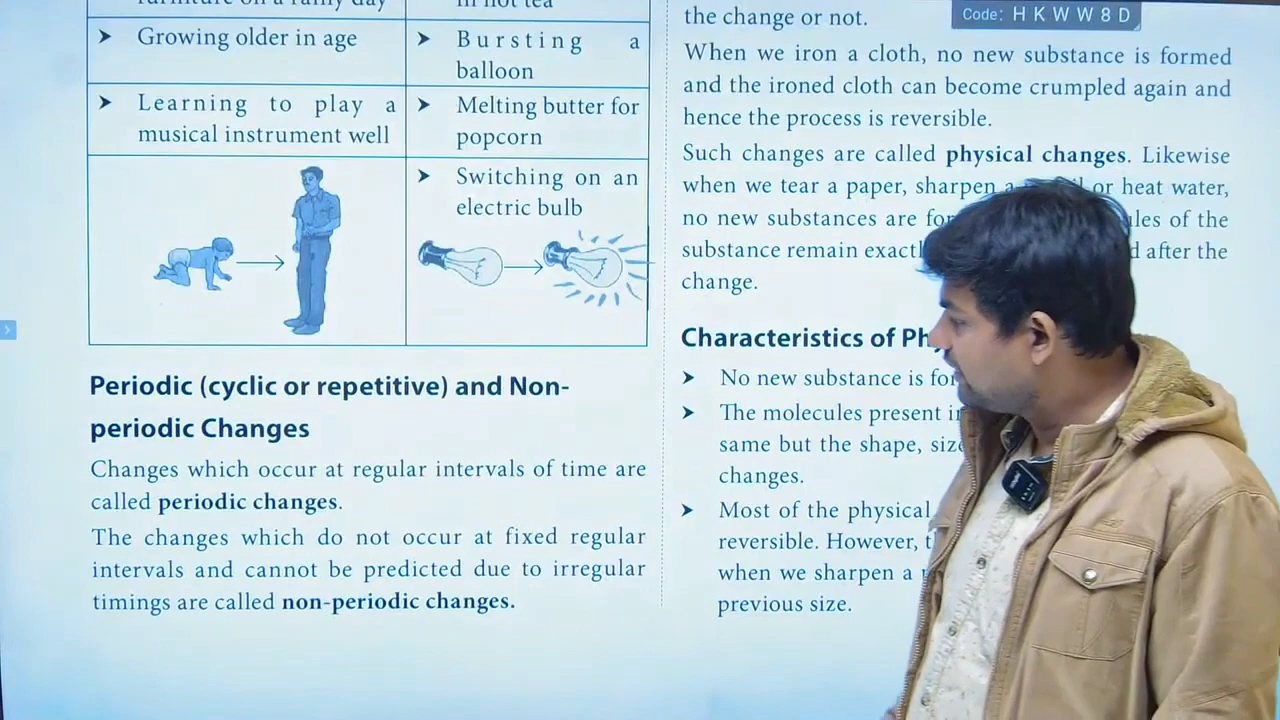 Growing older in age
Learning to play a
musical instrument well
in hot tea
Bursting a
balloon
Melting butter for
popcorn
Switching on an
electric bulb
Periodic (cyclic or repetitive) and Non-
periodic Changes
Changes which occur at regular intervals of time are
called periodic changes.
The changes which do not occur at fixed regular
intervals and cannot be predicted due to irregular
timings are called non-periodic changes.
Code: H K W W 8 D
the change or not.
When we iron a cloth, no new substance is formed
and the ironed cloth can become crumpled again and
hence the process is reversible.
Such changes are called physical changes. Likewise
when we tear a paper, sharpen a or heat water,
no new substances are of the
substance remain after the
change.
Characteristics of
No new substance is
The molecules present
same but the shape,
changes.
Most of the physical
reversible. However,
when we sharpen a
previous size.